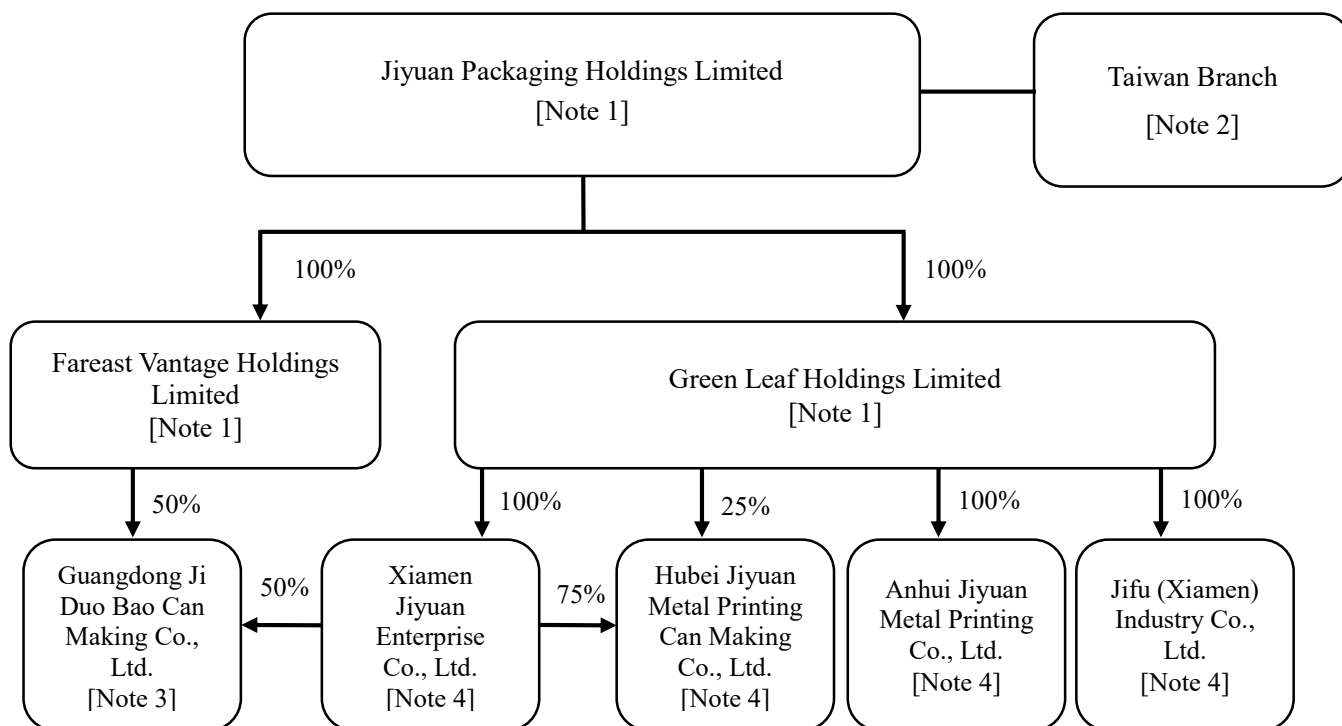 Jiyuan Packaging Holdings Limited
[Note 1]
Taiwan Branch
[Note 2]
100%
100%
Fareast Vantage Holdings
Limited
[Note 1]
Green Leaf Holdings Limited
[Note 1]
50%
100%
25%
100%
100%
Guangdong Ji
Duo Bao Can
Making Co.,
Ltd.
[Note 3]
50%
Xiamen
Jiyuan
Enterprise
Co., Ltd.
[Note 4]
75%
Hubei Jiyuan
Metal Printing
Can Making
Co., Ltd.
[Note 4]
Anhui Jiyuan
Metal Printing
Co., Ltd.
[Note 4]
Jifu (Xiamen)
Industry Co.,
Ltd.
[Note 4]